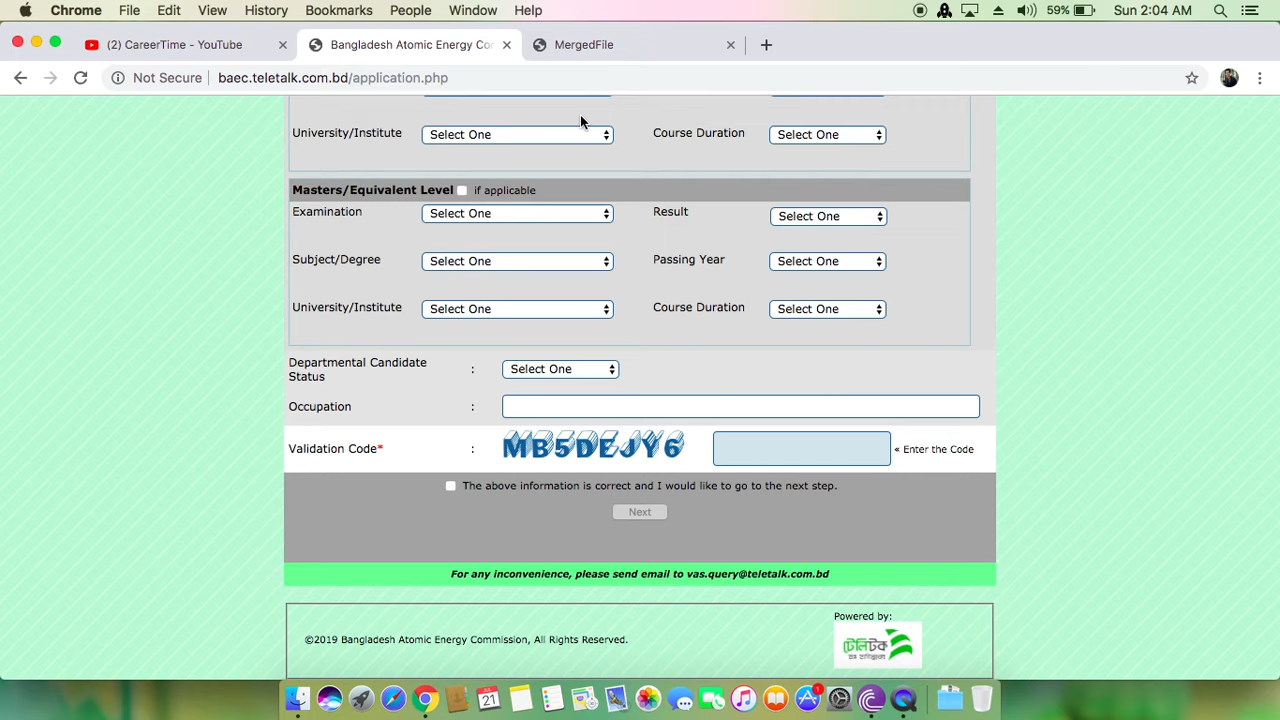 Chrome File Edit View History Bookmarks People Window Help 59% Sun 2:04 AM
(2) CareerTime - YouTube Bangladesh Atomic Energy Co MergedFile
Not Secure baec.teletalk.com.bd/application.php
University/Institute Select One Course Duration Select One
Masters/Equivalent Level if applicable
Examination Select One Result Select One
Subject/Degree Select One Passing Year Select One
University/Institute Select One Course Duration Select One
Departmental Candidate
Status : Select One
Occupation :
Validation Code* : MB5DEJY6 « Enter the Code
The above information is correct and I would like to go to the next step.
Next
For any inconvenience, please send email to vas.query@teletalk.com.bd
Powered by:
©2019 Bangladesh Atomic Energy Commission, All Rights Reserved.
টেলিটক
21
1